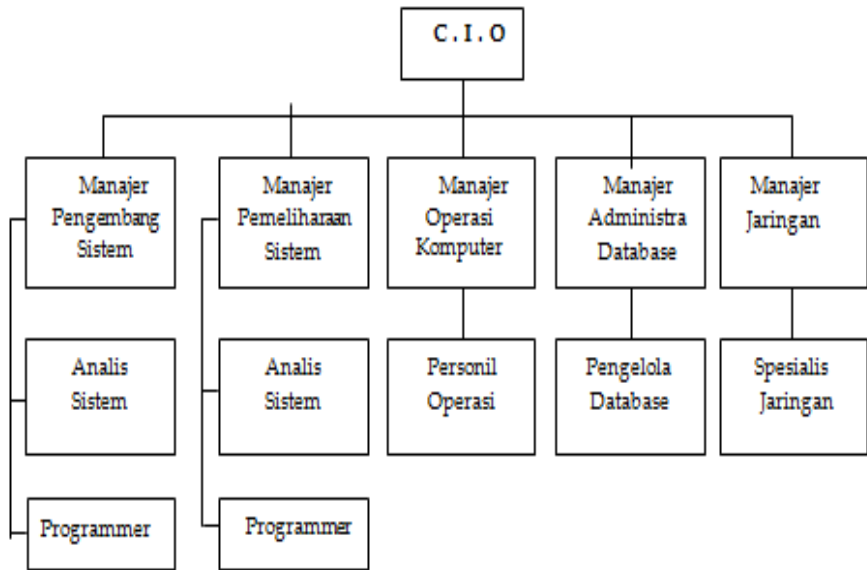 C . I . O
Manajer
Pengembang
Sistem
Manajer
Pemeliharaan
Sistem
Manajer
Operasi
Komputer
Manajer
Administra
Database
Manajer
Jaringan
Analis
Sistem
Analis
Sistem
Personil
Operasi
Pengelola
Database
Spesialis
Jaringan
Programmer
Programmer